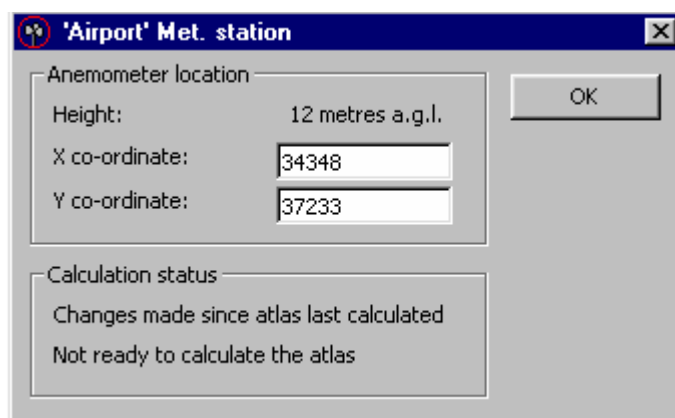 'Airport' Met. station
Anemometer location
Height: 12 metres a.g.l.
X co-ordinate: 34348
Y co-ordinate: 37233
OK
Calculation status
Changes made since atlas last calculated
Not ready to calculate the atlas